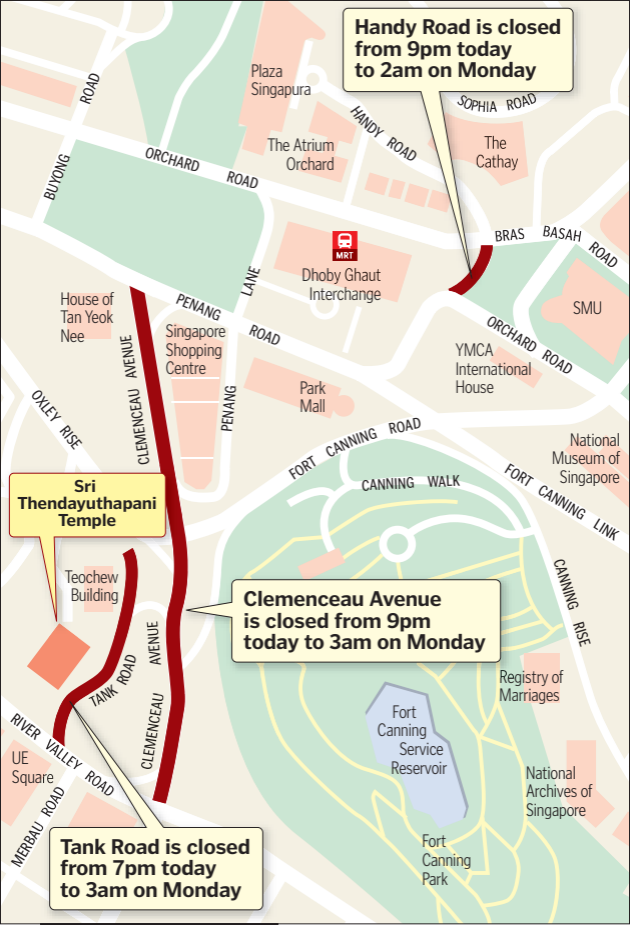 Handy Road is closed
from 9pm today
to 2am on Monday
Plaza
Singapura
SOPHIA ROAD
HANDY ROAD
The
Cathay
The Atrium
Orchard
BUYONG ROAD
ORCHARD ROAD
BRAS BASAH ROAD
MRT
Dhoby Ghaut
Interchange
PENANG LANE
House of
Tan Yeok
Nee
PENANG ROAD
SMU
Singapore
Shopping
Centre
ORCHARD ROAD
YMCA
International
House
CLEMENCEAU AVENUE
Park
Mall
OXLEY RISE
FORT CANNING ROAD
National
Museum of
Singapore
FORT CANNING LINK
CANNING WALK
Sri
Thendayuthapani
Temple
Teochew
Building
CANNING RISE
Clemenceau Avenue
is closed from 9pm
today to 3am on Monday
TANK ROAD
CLEMENCEAU AVENUE
Registry of
Marriages
Fort
Canning
Service
Reservoir
RIVER VALLEY ROAD
UE
Square
MERBAU ROAD
National
Archives of
Singapore
Tank Road is closed
from 7pm today
to 3am on Monday
Fort
Canning
Park